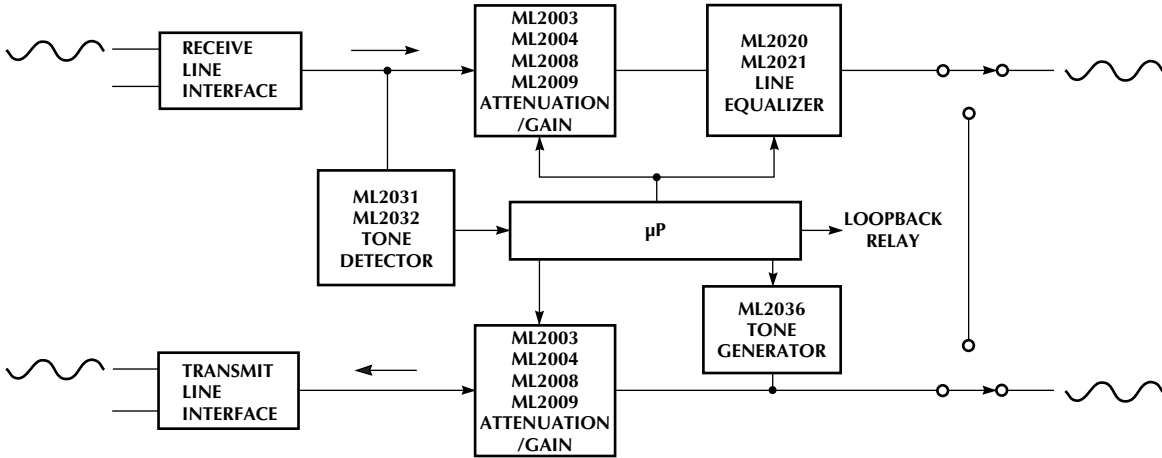 RECEIVE
LINE
INTERFACE
ML2003
ML2004
ML2008
ML2009
ATTENUATION
/GAIN
ML2020
ML2021
LINE
EQUALIZER
ML2031
ML2032
TONE
DETECTOR
µP
LOOPBACK
RELAY
TRANSMIT
LINE
INTERFACE
ML2003
ML2004
ML2008
ML2009
ATTENUATION
/GAIN
ML2036
TONE
GENERATOR